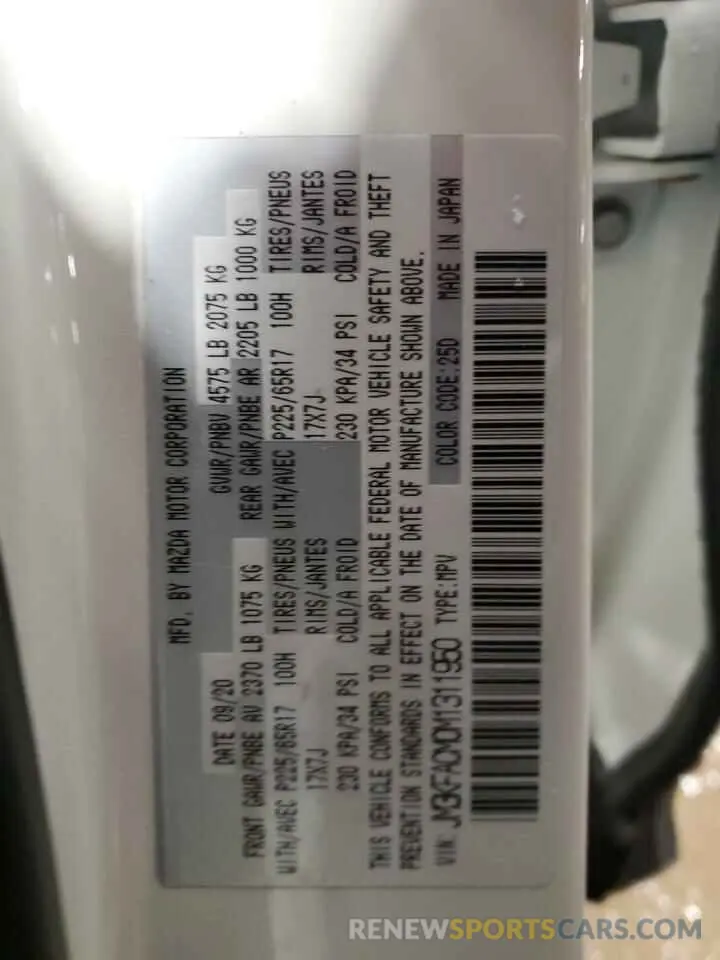 MFD. BY MAZDA MOTOR CORPORATION
DATE 09/20 GVWR/PNBV 4575 LB 2075 KG
FRONT GAWR/PNBE AV 2370 LB 1075 KG REAR GAWR/PNBE AR 2205 LB 1000 KG
WITH/AVEC P225/65R17 100H TIRES/PNEUS WITH/AVEC P225/65R17 100H TIRES/PNEUS
17X7J RIMS/JANTES 17X7J RIMS/JANTES
230 KPA/34 PSI COLD/A FROID 230 KPA/34 PSI COLD/A FROID
THIS VEHICLE CONFORMS TO ALL APPLICABLE FEDERAL MOTOR VEHICLE SAFETY AND THEFT
PREVENTION STANDARDS IN EFFECT ON THE DATE OF MANUFACTURE SHOWN ABOVE.
VIN: JM3KFACM0M1311950 TYPE:MPV COLOR CODE:25D MADE IN JAPAN
RENEWSPORTSCARS.COM